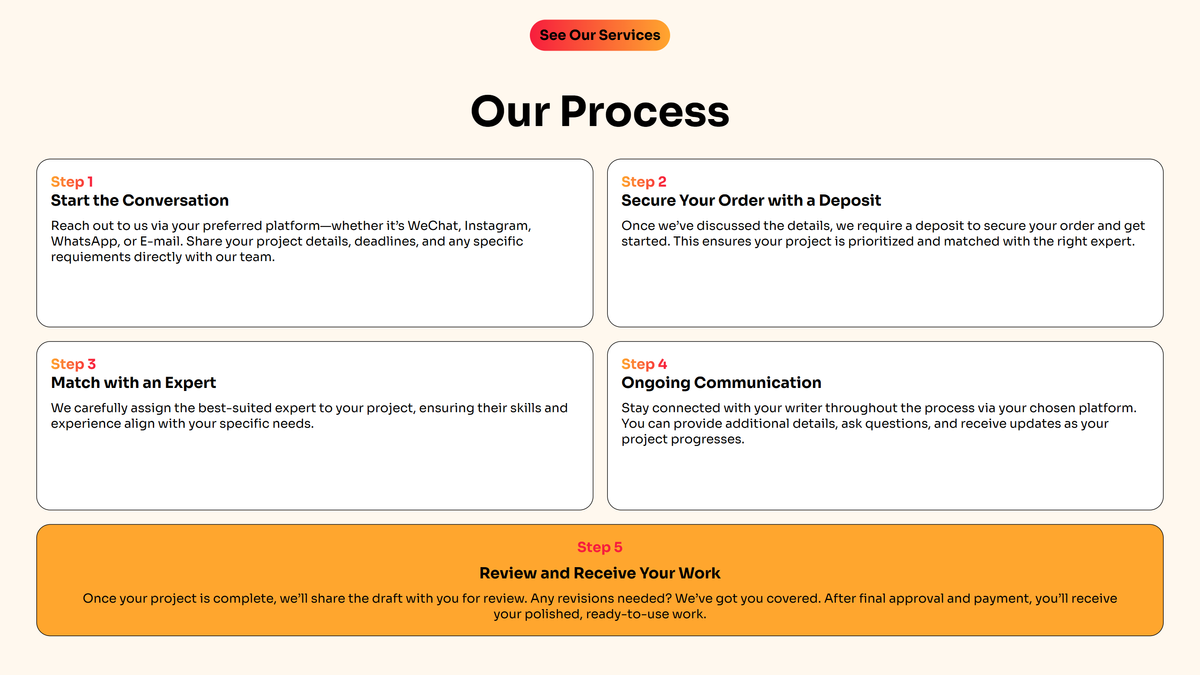 See Our Services
Our Process
Step 1
Start the Conversation
Reach out to us via your preferred platform—whether it’s WeChat, Instagram,
WhatsApp, or E-mail. Share your project details, deadlines, and any specific
requiements directly with our team.
Step 2
Secure Your Order with a Deposit
Once we’ve discussed the details, we require a deposit to secure your order and get
started. This ensures your project is prioritized and matched with the right expert.
Step 3
Match with an Expert
We carefully assign the best-suited expert to your project, ensuring their skills and
experience align with your specific needs.
Step 4
Ongoing Communication
Stay connected with your writer throughout the process via your chosen platform.
You can provide additional details, ask questions, and receive updates as your
project progresses.
Step 5
Review and Receive Your Work
Once your project is complete, we’ll share the draft with you for review. Any revisions needed? We’ve got you covered. After final approval and payment, you’ll receive
your polished, ready-to-use work.